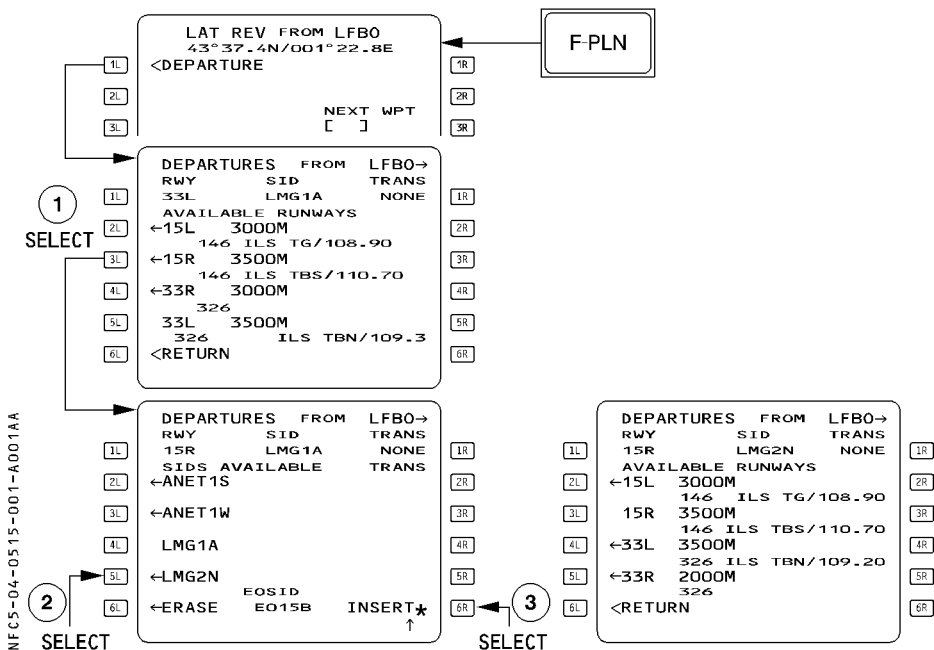 LAT REV FROM LFBO
43°37.4N/001°22.8E
1L <DEPARTURE 1R
2L 2R
NEXT WPT
3L [ ] 3R
F-PLN
DEPARTURES FROM LFBO→
RWY SID TRANS
1L 33L LMG1A NONE 1R
AVAILABLE RUNWAYS
2L ←15L 3000M 2R
146 ILS TG/108.90
3L ←15R 3500M 3R
146 ILS TBS/110.70
4L ←33R 3000M 4R
326
5L 33L 3500M 5R
326 ILS TBN/109.3
6L <RETURN 6R
1
SELECT
DEPARTURES FROM LFBO→
RWY SID TRANS
1L 15R LMG1A NONE 1R
SIDS AVAILABLE TRANS
2L ←ANET1S 2R
3L ←ANET1W 3R
4L LMG1A 4R
5L ←LMG2N 5R
EOSID
6L ←ERASE EO15B INSERT* 6R
↑
2
SELECT
3
SELECT
DEPARTURES FROM LFBO→
RWY SID TRANS
1L 15R LMG2N NONE 1R
AVAILABLE RUNWAYS
2L ←15L 3000M 2R
146 ILS TG/108.90
3L 15R 3500M 3R
146 ILS TBS/110.70
4L ←33L 3500M 4R
326 ILS TBN/109.20
5L ←33R 2000M 5R
326
6L <RETURN 6R
NFC5-04-0515-001-A001AA